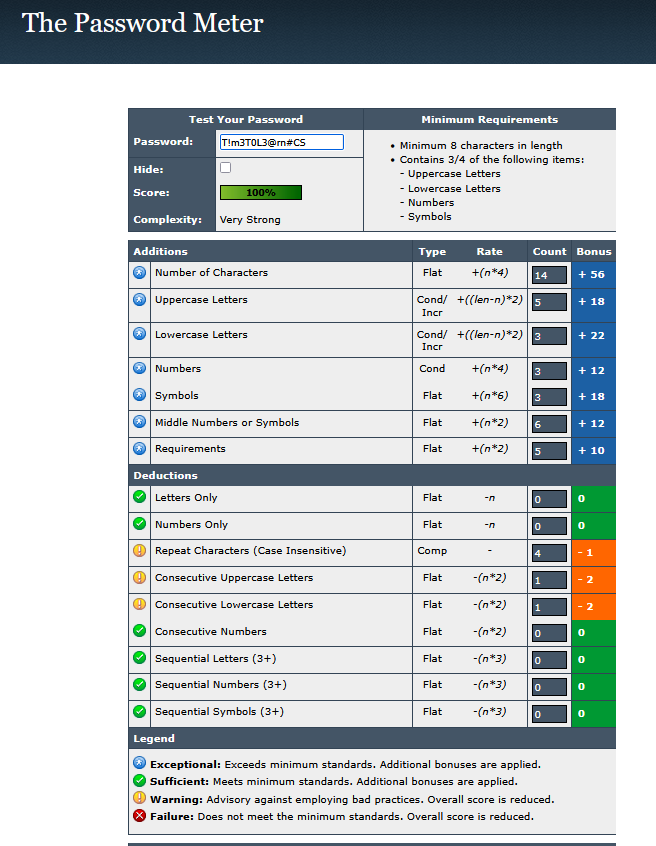 The Password Meter
Test Your Password
Minimum Requirements
Password: T!m3T0L3@rn#CS
Hide:
Score: 100%
Complexity: Very Strong
• Minimum 8 characters in length
• Contains 3/4 of the following items:
- Uppercase Letters
- Lowercase Letters
- Numbers
- Symbols
Additions Type Rate Count Bonus
Number of Characters Flat +(n*4) 14 + 56
Uppercase Letters Cond/Incr +((len-n)*2) 5 + 18
Lowercase Letters Cond/Incr +((len-n)*2) 3 + 22
Numbers Cond +(n*4) 3 + 12
Symbols Flat +(n*6) 3 + 18
Middle Numbers or Symbols Flat +(n*2) 6 + 12
Requirements Flat +(n*2) 5 + 10
Deductions
Letters Only Flat -n 0 0
Numbers Only Flat -n 0 0
Repeat Characters (Case Insensitive) Comp - 4 - 1
Consecutive Uppercase Letters Flat -(n*2) 1 - 2
Consecutive Lowercase Letters Flat -(n*2) 1 - 2
Consecutive Numbers Flat -(n*2) 0 0
Sequential Letters (3+) Flat -(n*3) 0 0
Sequential Numbers (3+) Flat -(n*3) 0 0
Sequential Symbols (3+) Flat -(n*3) 0 0
Legend
Exceptional: Exceeds minimum standards. Additional bonuses are applied.
Sufficient: Meets minimum standards. Additional bonuses are applied.
Warning: Advisory against employing bad practices. Overall score is reduced.
Failure: Does not meet the minimum standards. Overall score is reduced.